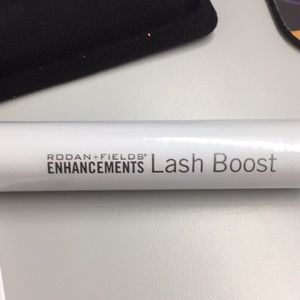 RODAN+FIELDS®
ENHANCEMENTS Lash Boost